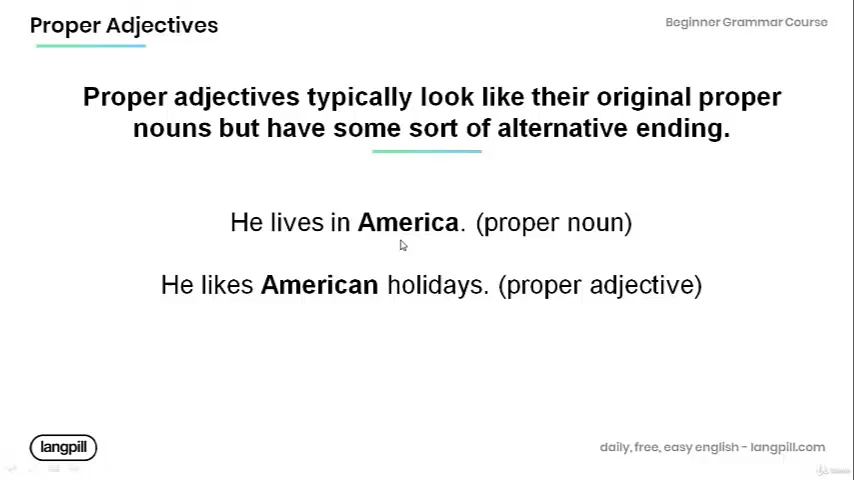 Proper Adjectives
Beginner Grammar Course
Proper adjectives typically look like their original proper
nouns but have some sort of alternative ending.
He lives in America. (proper noun)
He likes American holidays. (proper adjective)
langpill
daily, free, easy english - langpill.com